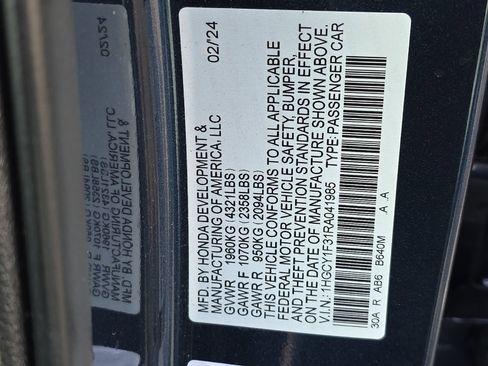 MFD. BY HONDA DEVELOPMENT & 02/24
MANUFACTURING OF AMERICA, LLC
GVWR 1960KG (4321LBS)
GAWR F 1070KG (2358LBS)
GAWR R 950KG (2094LBS)
THIS VEHICLE CONFORMS TO ALL APPLICABLE
FEDERAL MOTOR VEHICLE SAFETY, BUMPER,
AND THEFT PREVENTION STANDARDS IN EFFECT
ON THE DATE OF MANUFACTURE SHOWN ABOVE.
V.I.N.: 1HGCY1F31RA041985 TYPE: PASSENGER CAR
30A R AB6 B640M A A